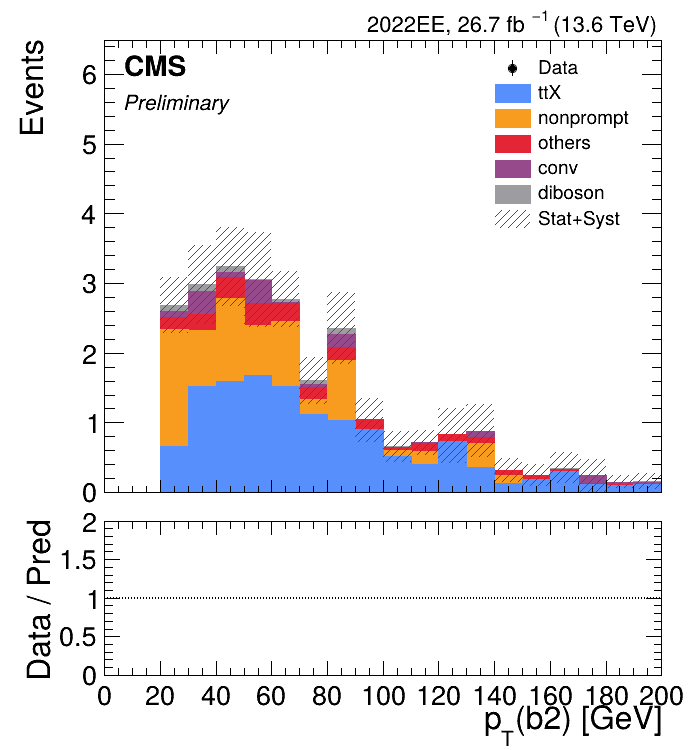 2022EE, 26.7 fb⁻¹ (13.6 TeV)
CMS
Preliminary
Events
Data
ttX
nonprompt
others
conv
diboson
Stat+Syst
6
5
4
3
2
1
0
Data / Pred
2
1.5
1
0.5
0
0 20 40 60 80 100 120 140 160 180 200
p_T(b2) [GeV]